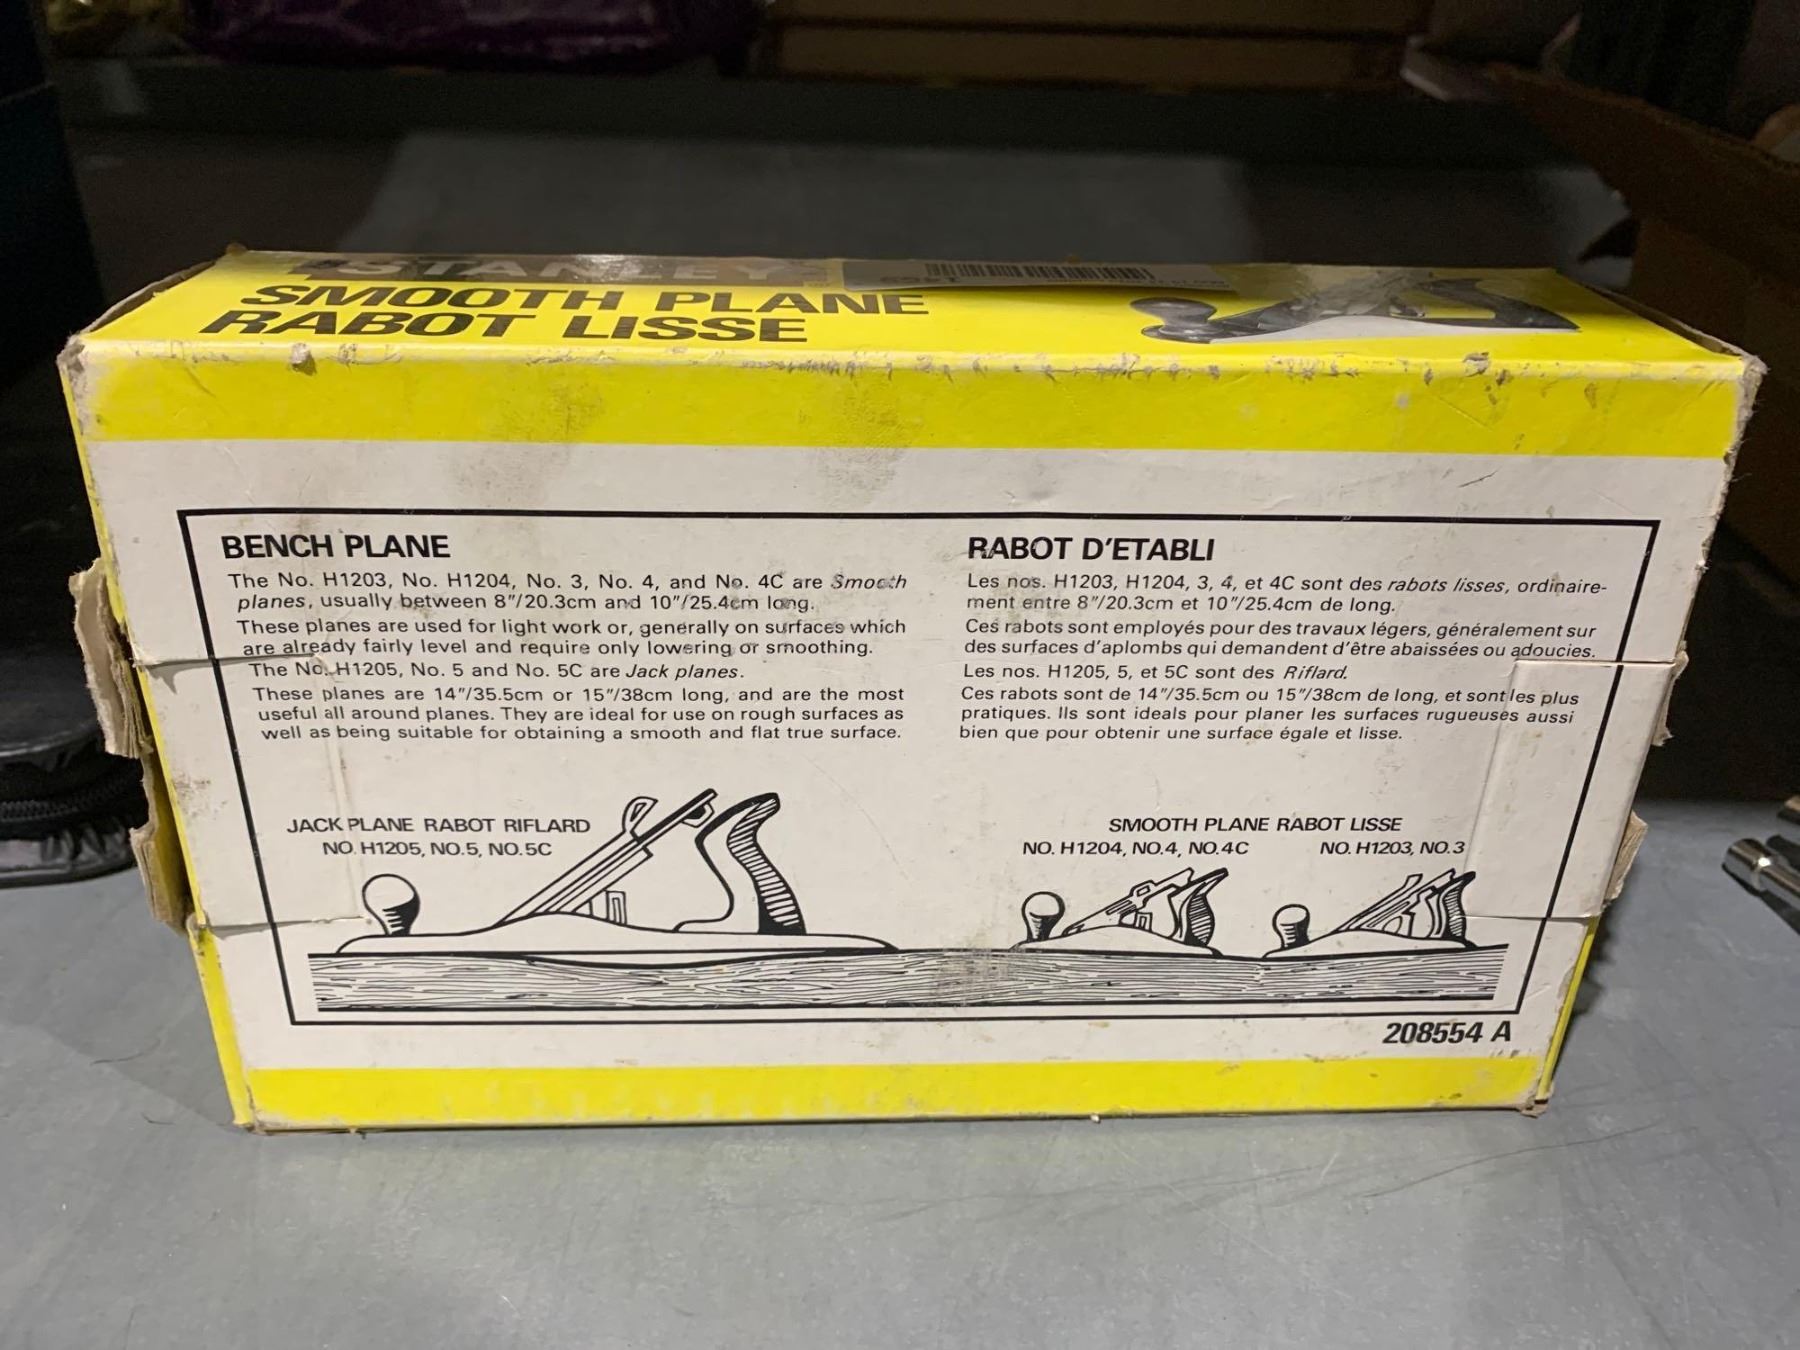 STANLEY
SMOOTH PLANE
RABOT LISSE
BENCH PLANE
The No. H1203, No. H1204, No. 3, No. 4, and No. 4C are Smooth
planes, usually between 8"/20.3cm and 10"/25.4cm long.
These planes are used for light work or, generally on surfaces which
are already fairly level and require only lowering or smoothing.
The No. H1205, No. 5 and No. 5C are Jack planes.
These planes are 14"/35.5cm or 15"/38cm long, and are the most
useful all around planes. They are ideal for use on rough surfaces as
well as being suitable for obtaining a smooth and flat true surface.
RABOT D'ETABLI
Les nos. H1203, H1204, 3, 4, et 4C sont des rabots lisses, ordinaire-
ment entre 8"/20.3cm et 10"/25.4cm de long.
Ces rabots sont employés pour des travaux légers, généralement sur
des surfaces d'aplombs qui demandent d'être abaissées ou adoucies.
Les nos. H1205, 5, et 5C sont des Riflard.
Ces rabots sont de 14"/35.5cm ou 15"/38cm de long, et sont les plus
pratiques. Ils sont ideals pour planer les surfaces rugueuses aussi
bien que pour obtenir une surface égale et lisse.
JACK PLANE RABOT RIFLARD
NO. H1205, NO.5, NO.5C
SMOOTH PLANE RABOT LISSE
NO. H1204, NO.4, NO.4C NO. H1203, NO.3
208554 A